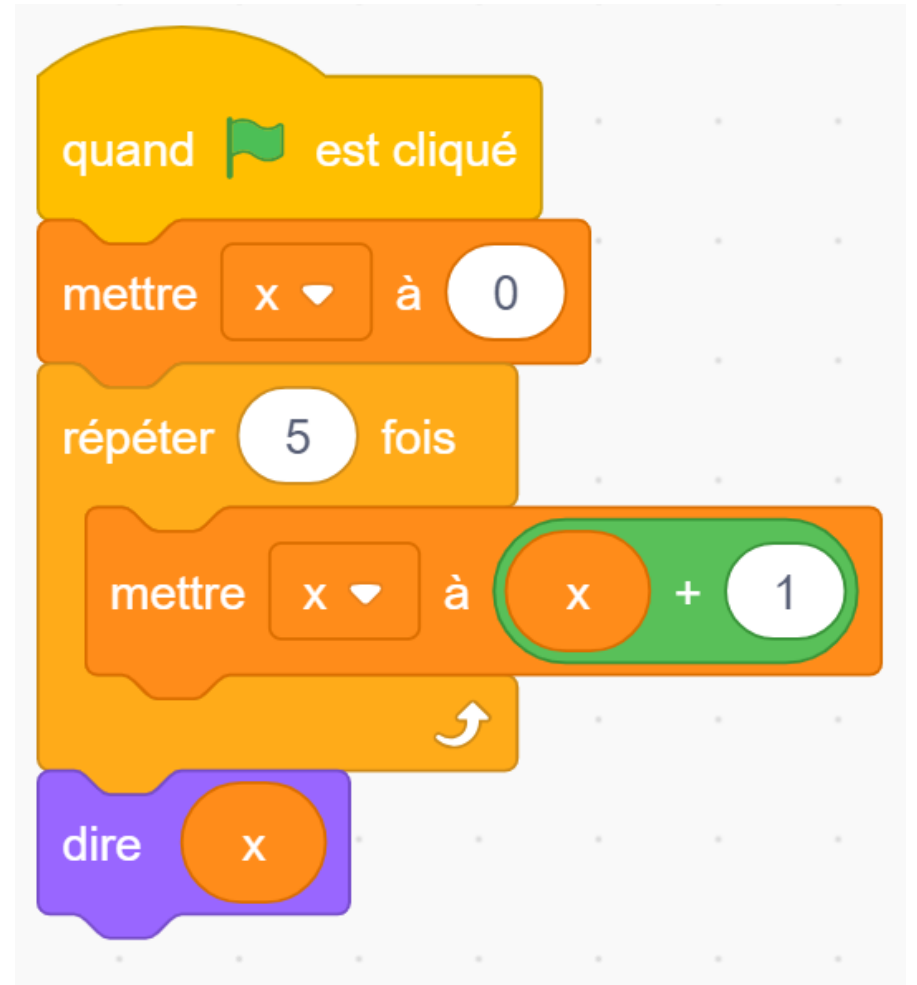 quand est cliqué
mettre x à 0
répéter 5 fois
mettre x à x + 1
dire x